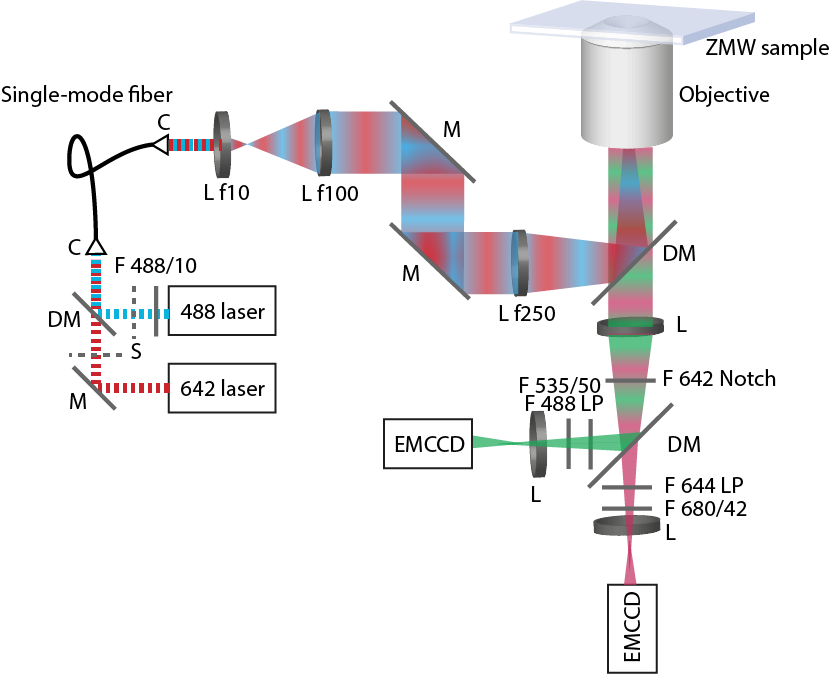 ZMW sample
Single-mode fiber
Objective
C
M
L f10
L f100
C
F 488/10
M
DM
DM
488 laser
L f250
L
S
M
642 laser
F 642 Notch
F 535/50
F 488 LP
EMCCD
DM
L
F 644 LP
F 680/42
L
EMCCD